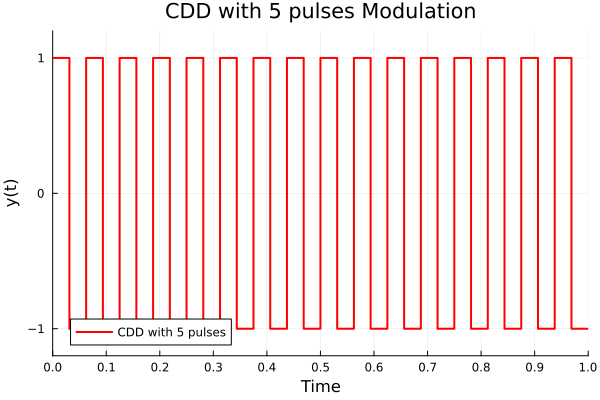 CDD with 5 pulses Modulation
y(t)
1
0
−1
CDD with 5 pulses
0.0 0.1 0.2 0.3 0.4 0.5 0.6 0.7 0.8 0.9 1.0
Time